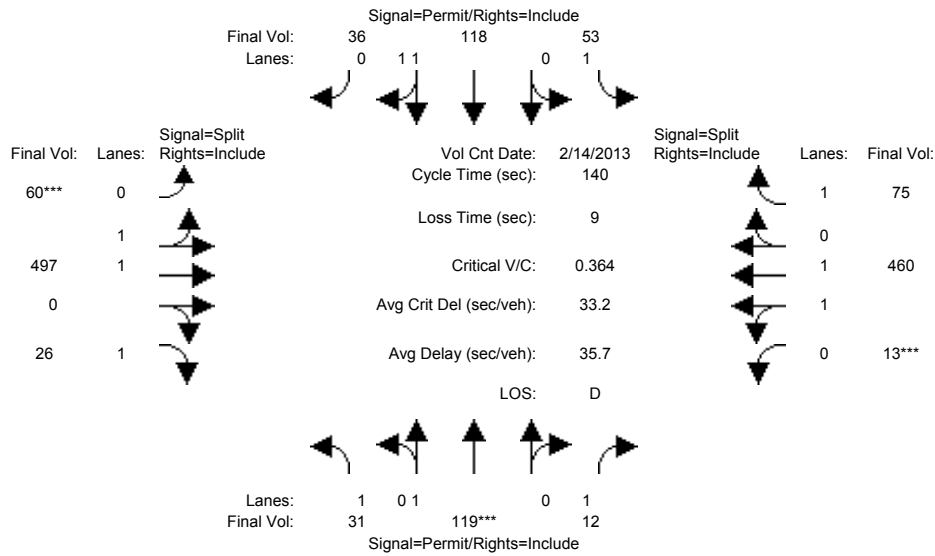 Signal=Permit/Rights=Include
Final Vol: 36 118 53
Lanes: 0 1 1 0 1
Signal=Split
Final Vol: Lanes: Rights=Include
Vol Cnt Date: 2/14/2013
Signal=Split
Rights=Include Lanes: Final Vol:
Cycle Time (sec): 140
60*** 0
1 75
Loss Time (sec): 9
1
0
497 1
Critical V/C: 0.364
1 460
0
Avg Crit Del (sec/veh): 33.2
1
26 1
Avg Delay (sec/veh): 35.7
0 13***
LOS: D
Lanes: 1 0 1 0 1
Final Vol: 31 119*** 12
Signal=Permit/Rights=Include